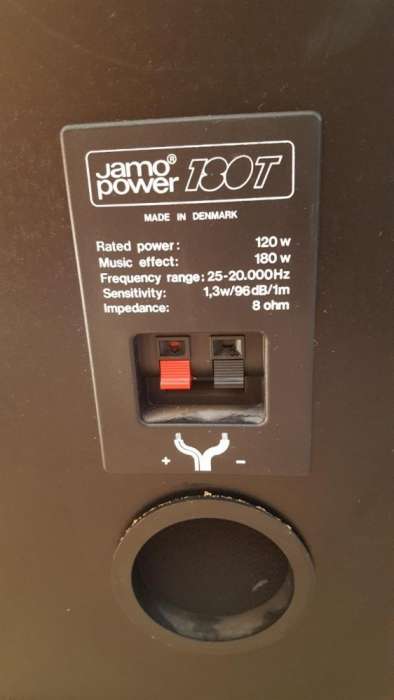 Jamo® power 180T
MADE IN DENMARK
Rated power: 120 w
Music effect: 180 w
Frequency range: 25-20.000Hz
Sensitivity: 1,3w/96dB/1m
Impedance: 8 ohm
+ -